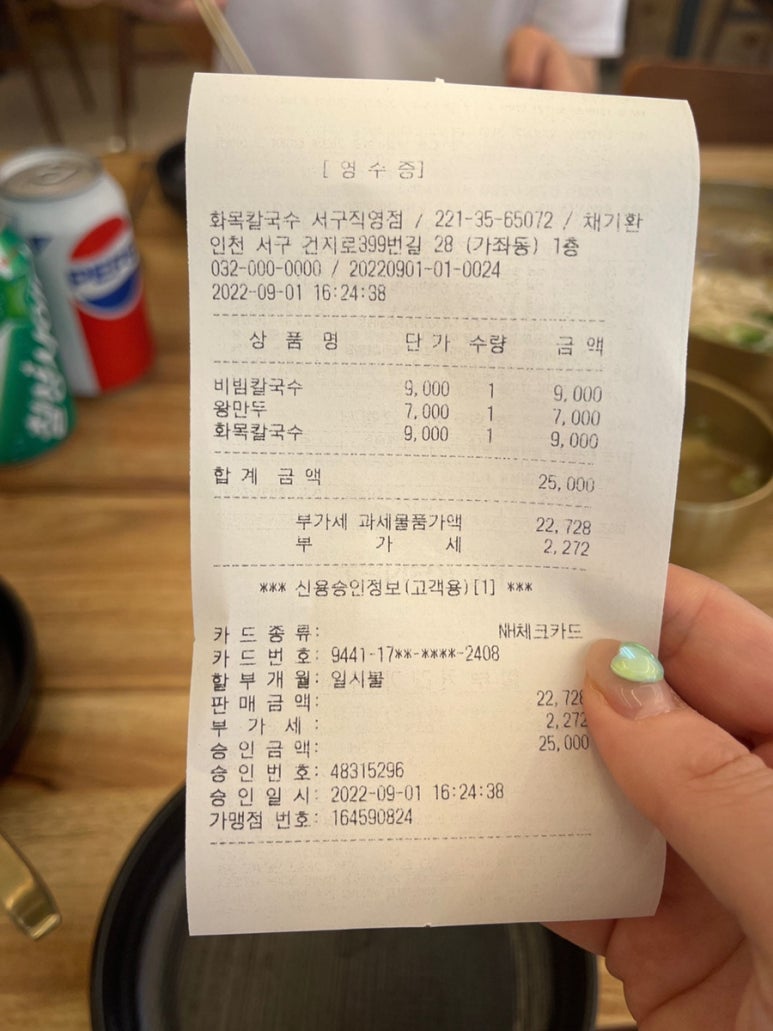 [ 영 수 증]
화목칼국수 서구직영점 / 221-35-65072 / 채기환
인천 서구 건지로399번길 28 (가좌동) 1층
032-000-0000 / 20220901-01-0024
2022-09-01 16:24:38
상 품 명 단 가 수량 금 액
비빔칼국수 9,000 1 9,000
왕만두 7,000 1 7,000
화목칼국수 9,000 1 9,000
합 계 금 액 25,000
부가세 과세물품가액 22,728
부 가 세 2,272
*** 신용승인정보(고객용)[1] ***
카 드 종 류: NH체크카드
카 드 번 호: 9441-17**-****-2408
할 부 개 월: 일시불
판 매 금 액: 22,728
부 가 세 : 2,272
승 인 금 액: 25,000
승 인 번 호: 48315296
승 인 일 시: 2022-09-01 16:24:38
가맹점 번호: 164590824
PEPSI
칠성사이다